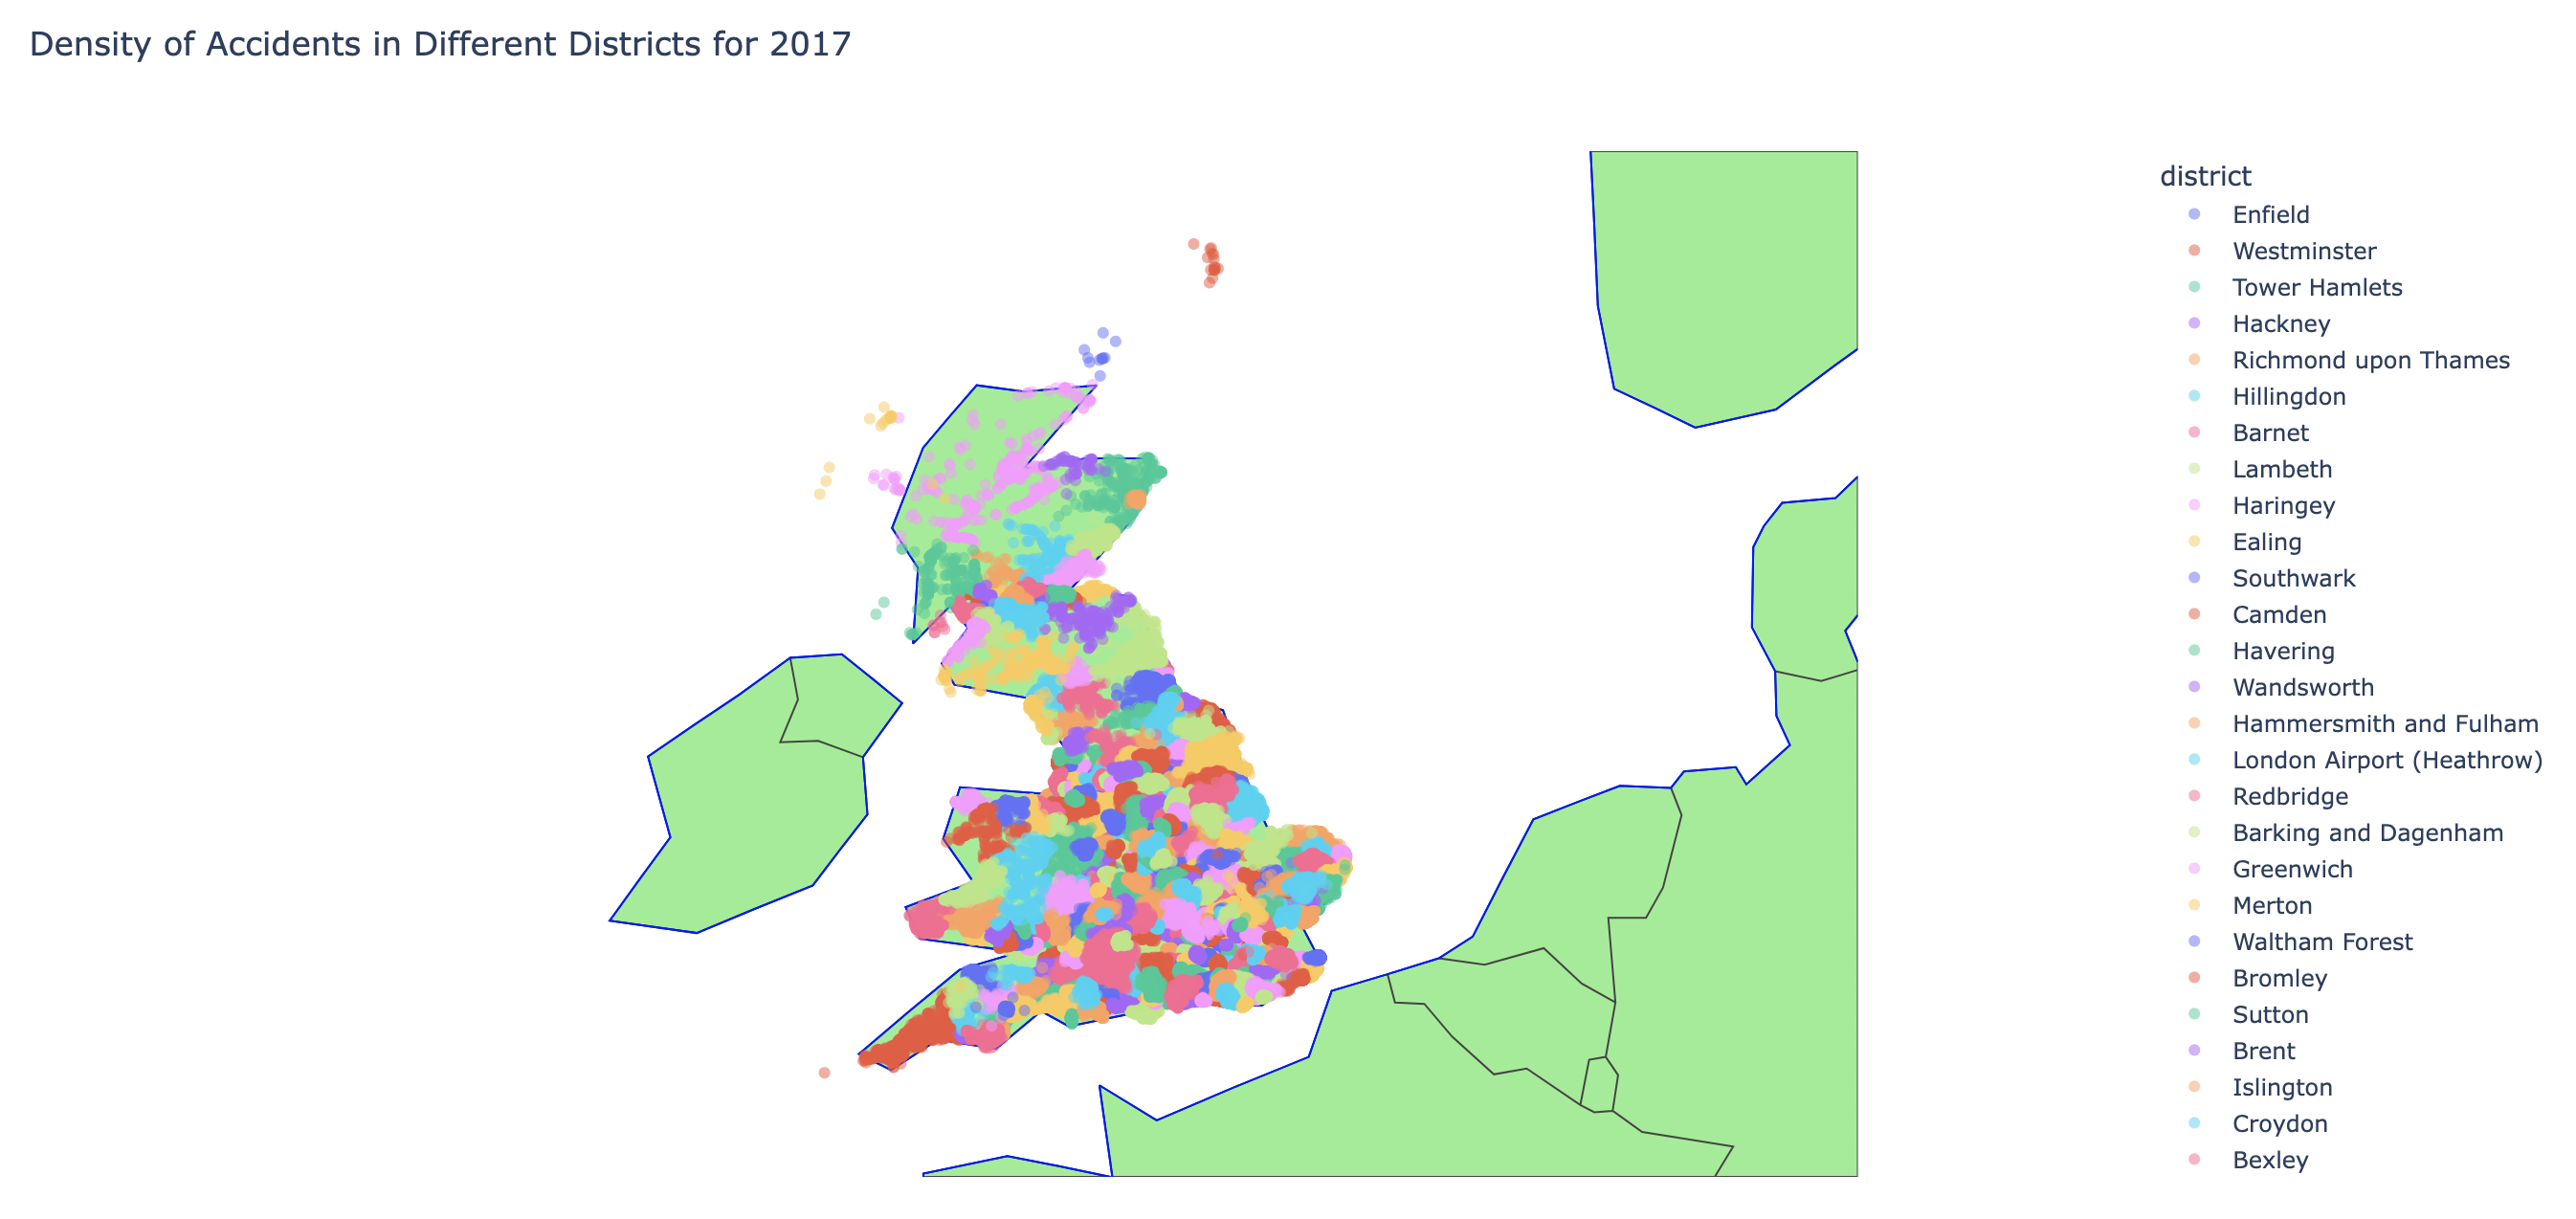 Density of Accidents in Different Districts for 2017
district
Enfield
Westminster
Tower Hamlets
Hackney
Richmond upon Thames
Hillingdon
Barnet
Lambeth
Haringey
Ealing
Southwark
Camden
Havering
Wandsworth
Hammersmith and Fulham
London Airport (Heathrow)
Redbridge
Barking and Dagenham
Greenwich
Merton
Waltham Forest
Bromley
Sutton
Brent
Islington
Croydon
Bexley